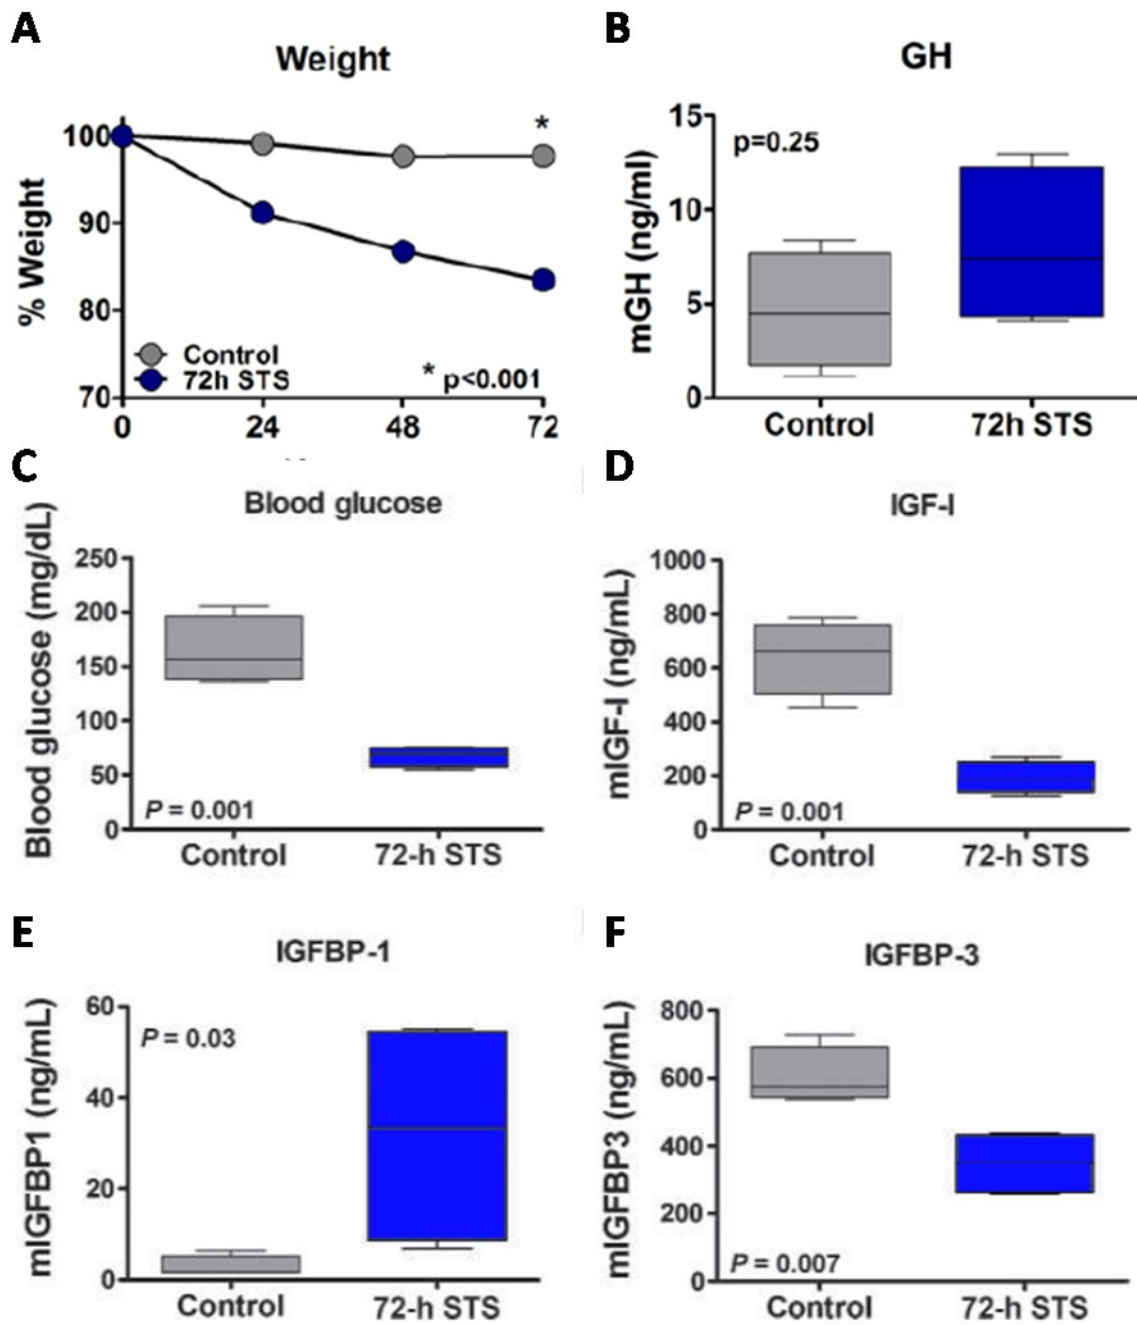 A
Weight
% Weight
100
90
80
70
*
Control
72h STS
* p<0.001
0 24 48 72
B
GH
mGH (ng/ml)
15
10
5
0
p=0.25
Control 72h STS
C
Blood glucose
Blood glucose (mg/dL)
250
200
150
100
50
0
P = 0.001
Control 72-h STS
D
IGF-I
mIGF-I (ng/mL)
1000
800
600
400
200
0
P = 0.001
Control 72-h STS
E
IGFBP-1
mIGFBP1 (ng/mL)
60
40
20
0
P = 0.03
Control 72-h STS
F
IGFBP-3
mIGFBP3 (ng/mL)
800
600
400
200
0
P = 0.007
Control 72-h STS